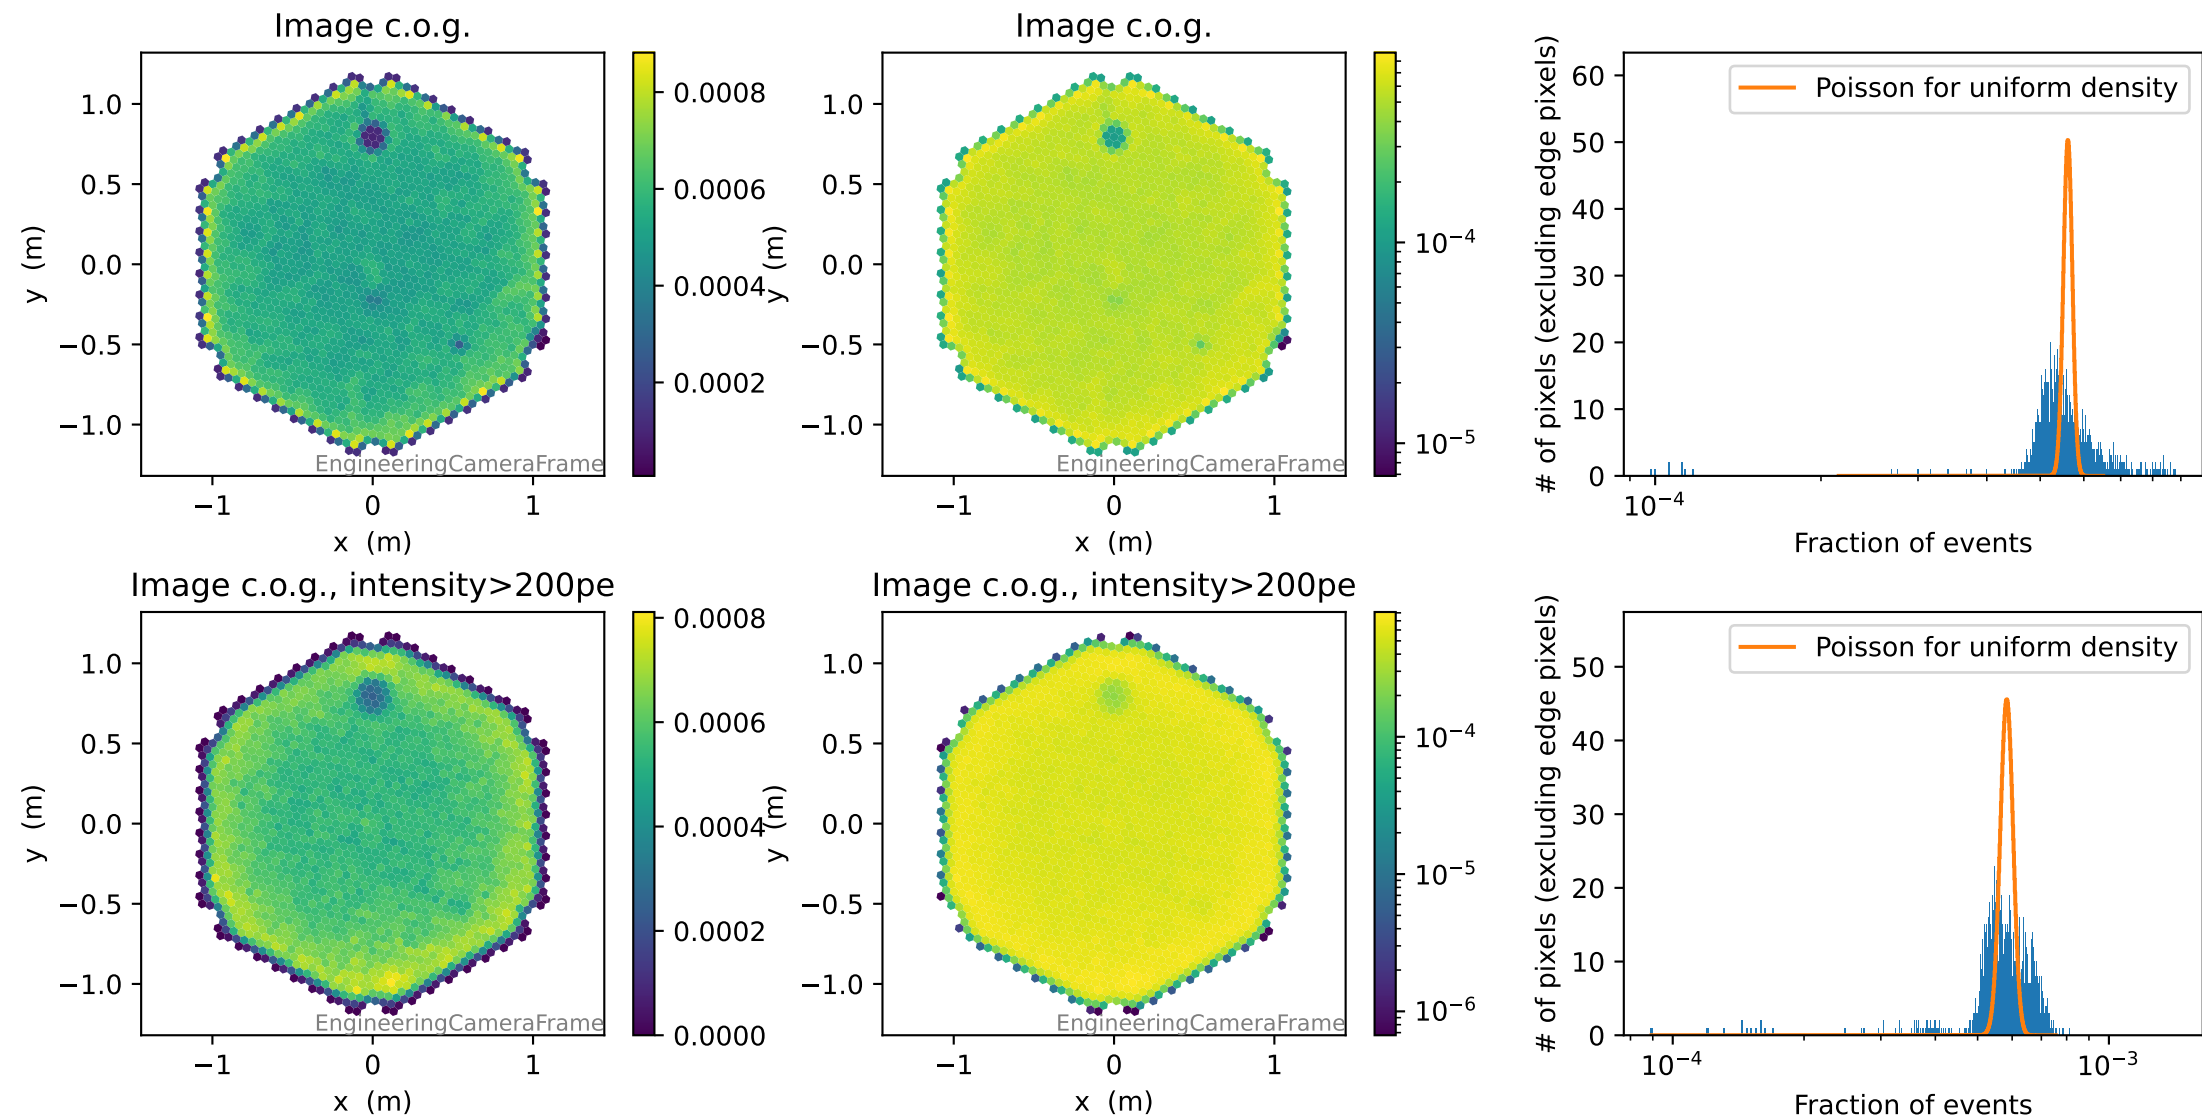 Image c.o.g.
1.0
0.5
0.0
−0.5
−1.0
y (m)
−1
0
1
x (m)
EngineeringCameraFrame
0.0008
0.0006
0.0004
0.0002
Image c.o.g.
1.0
0.5
0.0
−0.5
−1.0
y (m)
−1
0
1
x (m)
EngineeringCameraFrame
10⁻⁴
10⁻⁵
Poisson for uniform density
60
50
40
30
20
10
0
# of pixels (excluding edge pixels)
10⁻⁴
Fraction of events
Image c.o.g., intensity>200pe
1.0
0.5
0.0
−0.5
−1.0
y (m)
−1
0
1
x (m)
EngineeringCameraFrame
0.0008
0.0006
0.0004
0.0002
0.0000
Image c.o.g., intensity>200pe
1.0
0.5
0.0
−0.5
−1.0
y (m)
−1
0
1
x (m)
EngineeringCameraFrame
10⁻⁴
10⁻⁵
10⁻⁶
Poisson for uniform density
50
40
30
20
10
0
# of pixels (excluding edge pixels)
10⁻⁴
10⁻³
Fraction of events